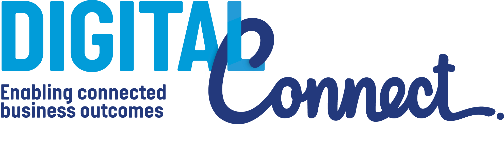 DIGITAL
Connect.
Enabling connected
business outcomes